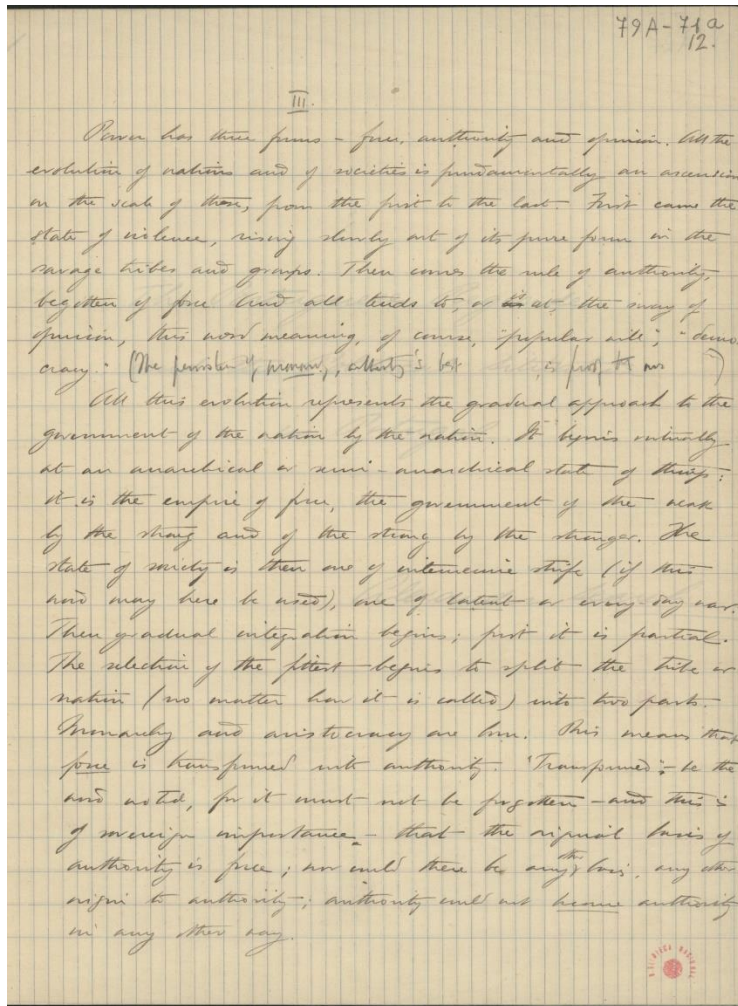 79A-71a
12.
III.
Power has three forms - force, authority and opinion. All the
evolution of nations and of societies is fundamentally an ascension
on the scale of these, from the first to the last. First came the
state of violence, rising slowly out of its pure form in the
savage tribes and groups. Then comes the rule of authority,
begotten of force. And all tends to, or is at, the sway of
opinion, this word meaning, of course, "popular rule", "demo-
cracy." (The of , authority's best , is proof )
All this evolution represents the gradual approach to the
government of the nation by the nation. It begins virtually
at an anarchical or semi-anarchical state of things:
it is the empire of force, the government of the weak
by the strong and of the strong by the stronger. The
state of society is then one of internecine strife (if this
word may here be used), one of latent or every-day war.
Then gradual integration begins; first it is partial.
The selection of the fittest begins to split the tribe or
nation (no matter how it is called) into two parts.
Monarchy and aristocracy are born. This means that
force is transformed into authority. "Transformed"; be the
word noted, for it must not be forgotten - and this is
of sovereign importance - that the original basis of
authority is force; nor could there be any other basis, any other
origin to authority; authority could not become authority
in any other way.
BIBLIOTECA NACIONAL